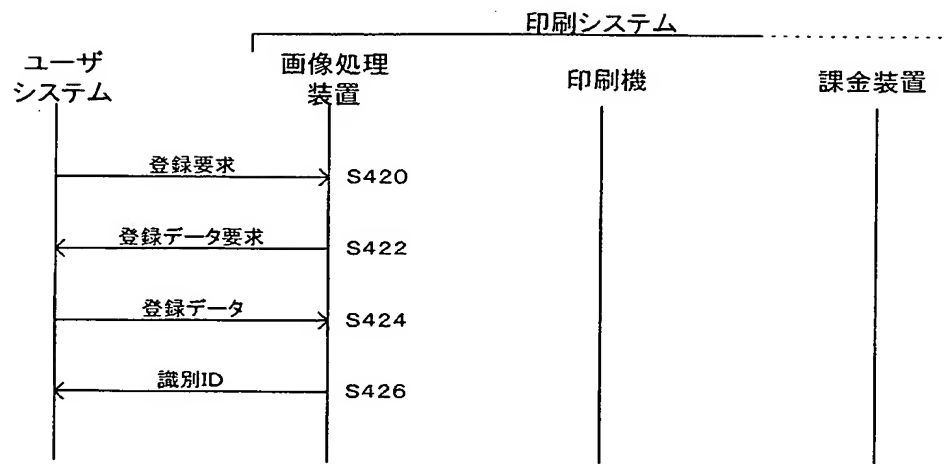 印刷システム
ユーザ
システム
画像処理
装置
印刷機
課金装置
登録要求
S420
登録データ要求
S422
登録データ
S424
識別ID
S426